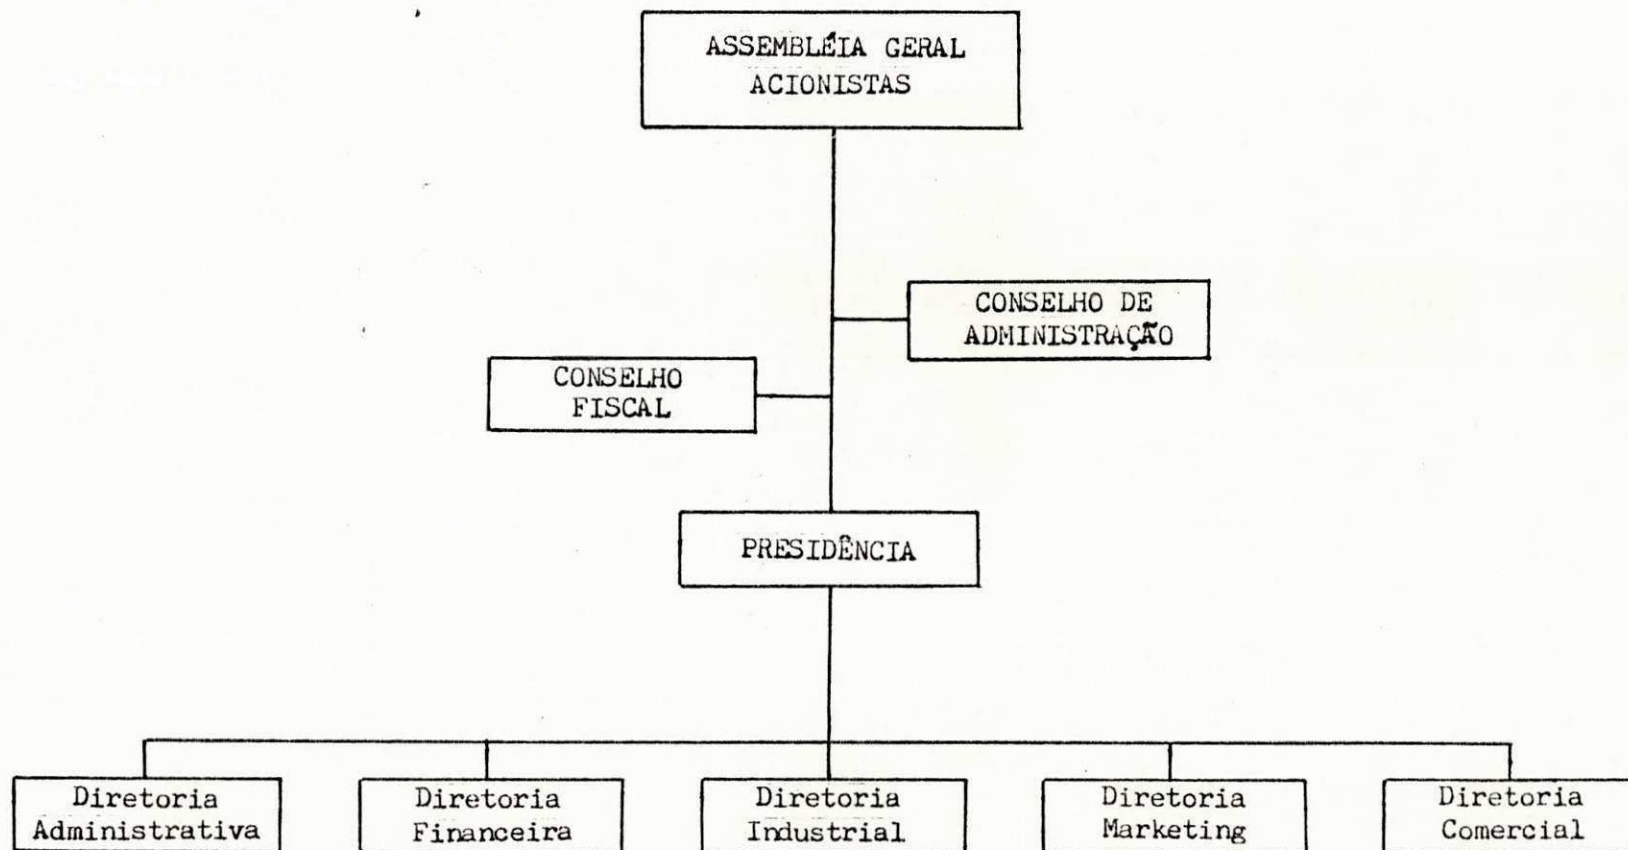 ASSEMBLÉIA GERAL
ACIONISTAS
CONSELHO DE
ADMINISTRAÇÃO
CONSELHO
FISCAL
PRESIDÊNCIA
Diretoria
Administrativa
Diretoria
Financeira
Diretoria
Industrial
Diretoria
Marketing
Diretoria
Comercial